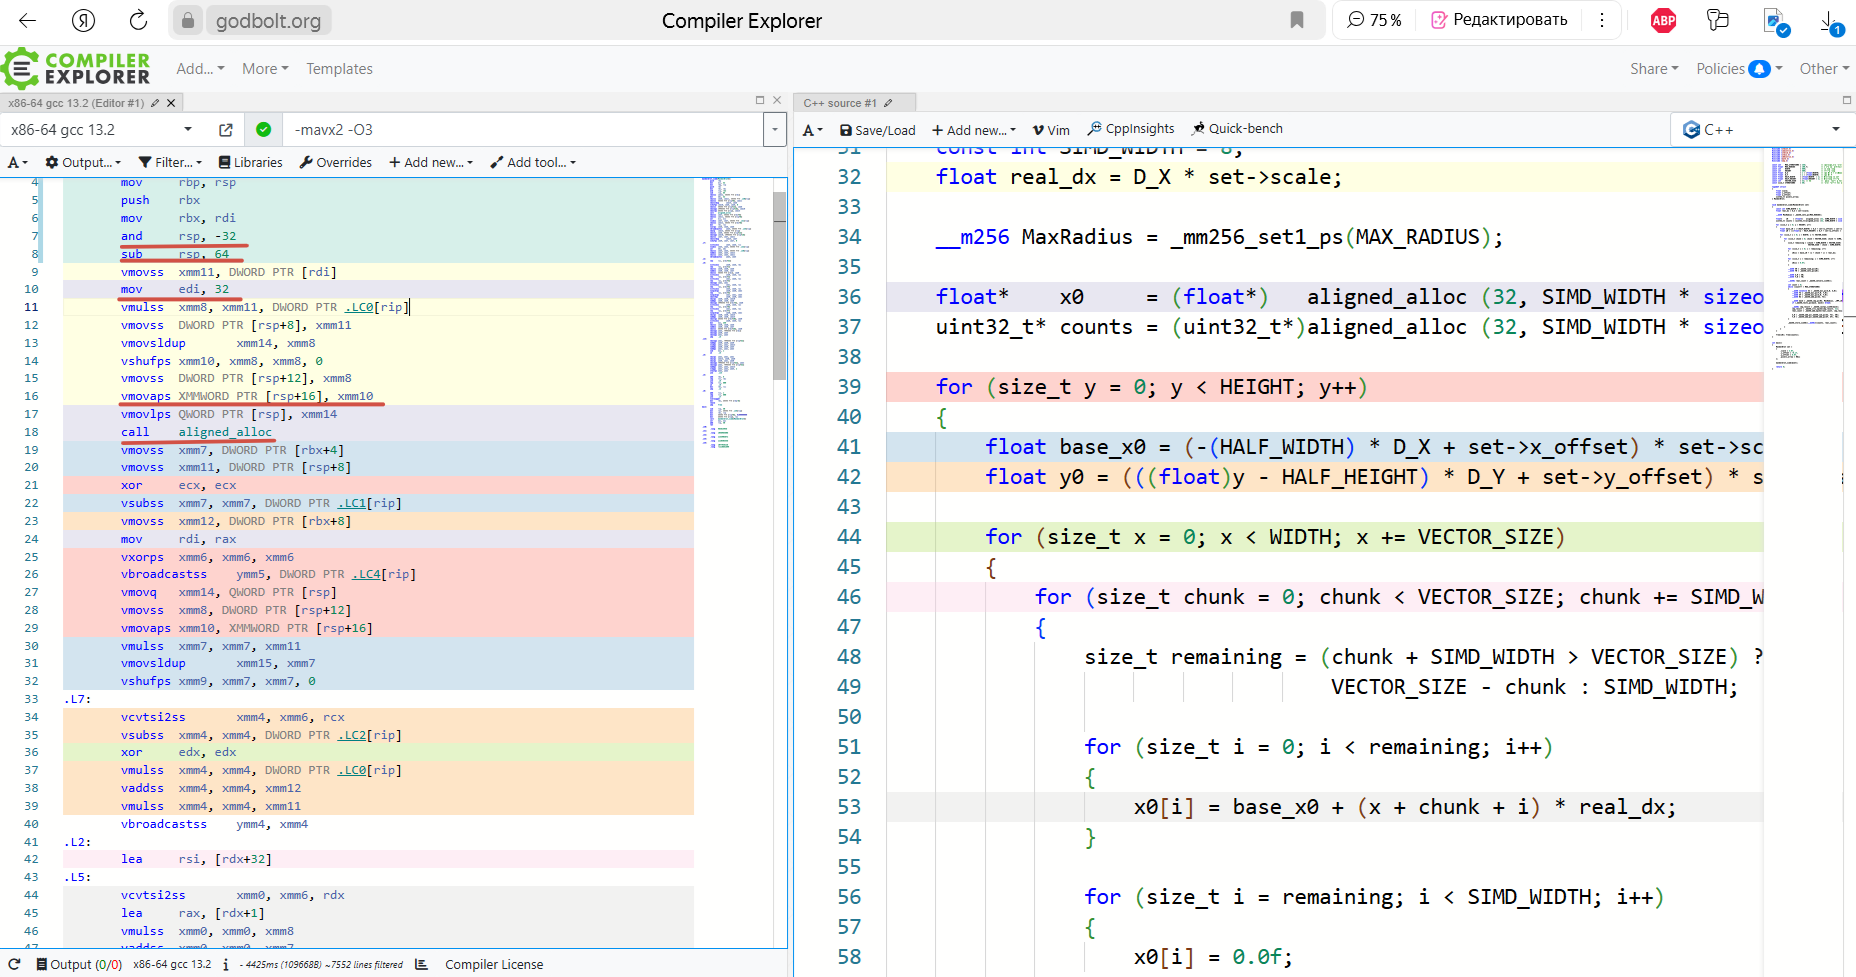 Я
godbolt.org
Compiler Explorer
75 %
Редактировать
ABP
1
COMPILER
EXPLORER
Add...
More
Templates
Share
Policies
Other
x86-64 gcc 13.2 (Editor #1)
x86-64 gcc 13.2
-mavx2 -O3
A
Output...
Filter...
Libraries
Overrides
+ Add new...
Add tool...
4 mov rbp, rsp
5 push rbx
6 mov rbx, rdi
7 and rsp, -32
8 sub rsp, 64
9 vmovss xmm11, DWORD PTR [rdi]
10 mov edi, 32
11 vmulss xmm8, xmm11, DWORD PTR .LC0[rip]
12 vmovss DWORD PTR [rsp+8], xmm11
13 vmovsldup xmm14, xmm8
14 vshufps xmm10, xmm8, xmm8, 0
15 vmovss DWORD PTR [rsp+12], xmm8
16 vmovaps XMMWORD PTR [rsp+16], xmm10
17 vmovlps QWORD PTR [rsp], xmm14
18 call aligned_alloc
19 vmovss xmm7, DWORD PTR [rbx+4]
20 vmovss xmm11, DWORD PTR [rsp+8]
21 xor ecx, ecx
22 vsubss xmm7, xmm7, DWORD PTR .LC1[rip]
23 vmovss xmm12, DWORD PTR [rbx+8]
24 mov rdi, rax
25 vxorps xmm6, xmm6, xmm6
26 vbroadcastss ymm5, DWORD PTR .LC4[rip]
27 vmovq xmm14, QWORD PTR [rsp]
28 vmovss xmm8, DWORD PTR [rsp+12]
29 vmovaps xmm10, XMMWORD PTR [rsp+16]
30 vmulss xmm7, xmm7, xmm11
31 vmovsldup xmm15, xmm7
32 vshufps xmm9, xmm7, xmm7, 0
33 .L7:
34 vcvtsi2ss xmm4, xmm6, rcx
35 vsubss xmm4, xmm4, DWORD PTR .LC2[rip]
36 xor edx, edx
37 vmulss xmm4, xmm4, DWORD PTR .LC0[rip]
38 vaddss xmm4, xmm4, xmm12
39 vmulss xmm4, xmm4, xmm11
40 vbroadcastss ymm4, xmm4
41 .L2:
42 lea rsi, [rdx+32]
43 .L5:
44 vcvtsi2ss xmm0, xmm6, rdx
45 lea rax, [rdx+1]
46 vmulss xmm0, xmm0, xmm8
47 vaddss xmm0, xmm0, xmm7
Output (0/0) x86-64 gcc 13.2 i - 4425ms (109668B) ~7552 lines filtered Compiler License
C++ source #1
A
Save/Load
+ Add new...
Vim
CppInsights
Quick-bench
C++
31 const int SIMD_WIDTH = 8;
32 float real_dx = D_X * set->scale;
33
34 __m256 MaxRadius = _mm256_set1_ps(MAX_RADIUS);
35
36 float* x0 = (float*) aligned_alloc (32, SIMD_WIDTH * sizeo
37 uint32_t* counts = (uint32_t*)aligned_alloc (32, SIMD_WIDTH * sizeo
38
39 for (size_t y = 0; y < HEIGHT; y++)
40 {
41 float base_x0 = (-(HALF_WIDTH) * D_X + set->x_offset) * set->sc
42 float y0 = (((float)y - HALF_HEIGHT) * D_Y + set->y_offset) * s
43
44 for (size_t x = 0; x < WIDTH; x += VECTOR_SIZE)
45 {
46 for (size_t chunk = 0; chunk < VECTOR_SIZE; chunk += SIMD_W
47 {
48 size_t remaining = (chunk + SIMD_WIDTH > VECTOR_SIZE) ?
49 VECTOR_SIZE - chunk : SIMD_WIDTH;
50
51 for (size_t i = 0; i < remaining; i++)
52 {
53 x0[i] = base_x0 + (x + chunk + i) * real_dx;
54 }
55
56 for (size_t i = remaining; i < SIMD_WIDTH; i++)
57 {
58 x0[i] = 0.0f;